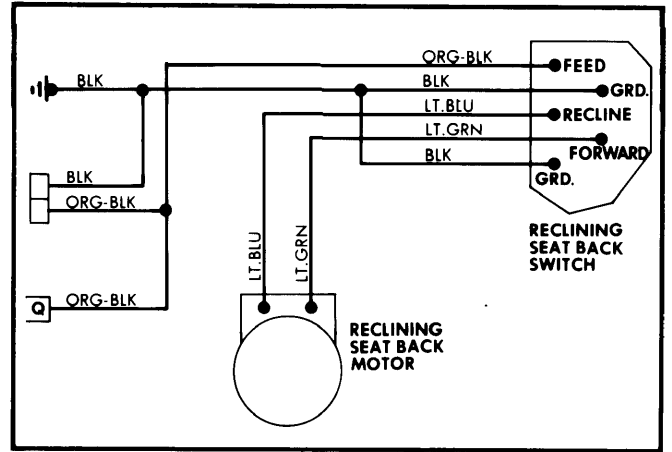 ORG-BLK
FEED
BLK
BLK
GRD.
LT.BLU
RECLINE
LT.GRN
FORWARD
BLK
GRD.
BLK
ORG-BLK
RECLINING
SEAT BACK
SWITCH
LT.BLU
LT.GRN
Q
ORG-BLK
RECLINING
SEAT BACK
MOTOR